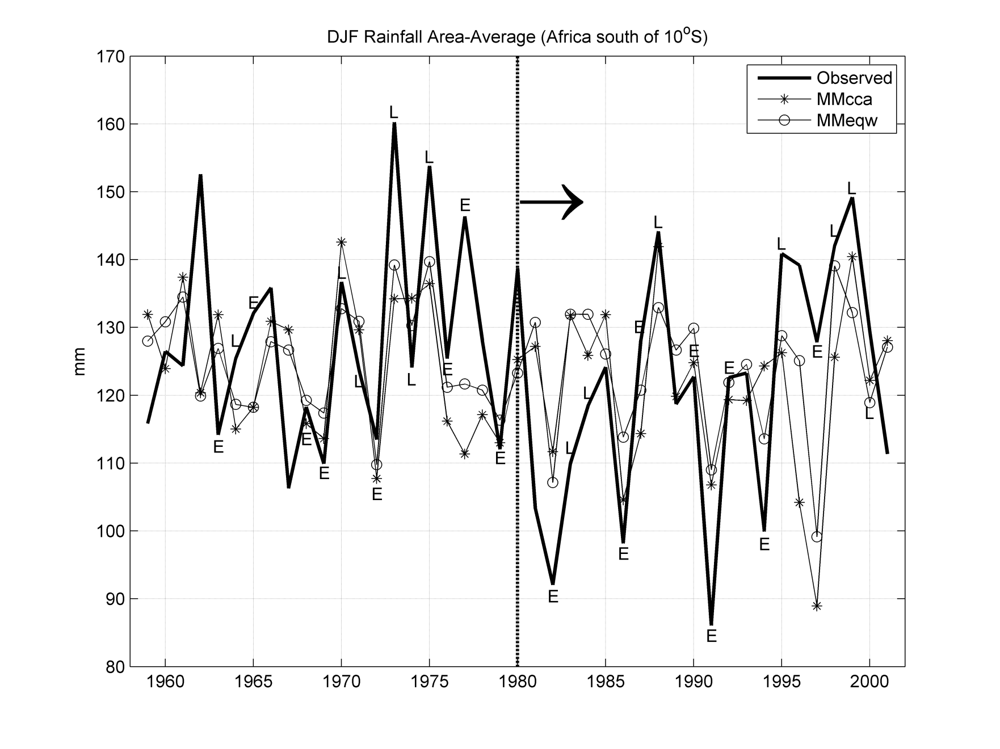 DJF Rainfall Area-Average (Africa south of 10°S)
170
160
150
140
130
120
110
100
90
80
mm
Observed
MMcca
MMeqw
L
L
E
L
L
L
L
E
L
E
L
E
L
E
E
E
L
L
E
E
E
E
E
L
L
E
L
E
E
E
E
E
1960
1965
1970
1975
1980
1985
1990
1995
2000